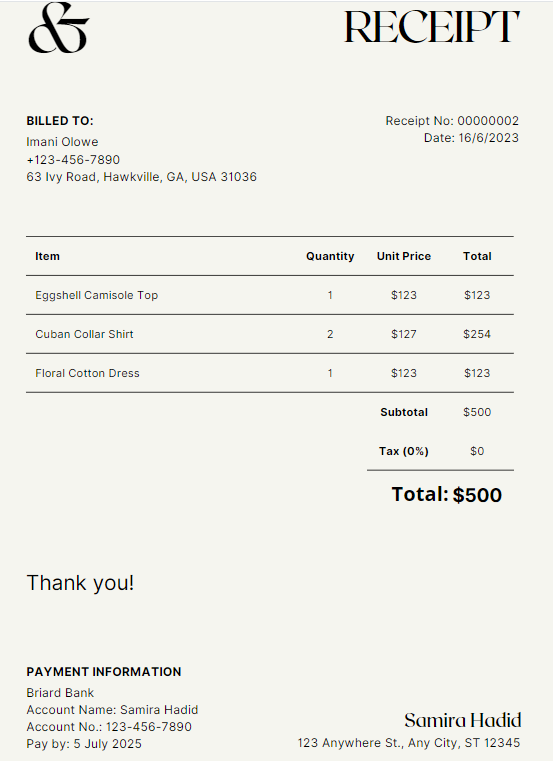 &
RECEIPT
BILLED TO:
Imani Olowe
+123-456-7890
63 Ivy Road, Hawkville, GA, USA 31036
Receipt No: 00000002
Date: 16/6/2023
Item Quantity Unit Price Total
Eggshell Camisole Top 1 $123 $123
Cuban Collar Shirt 2 $127 $254
Floral Cotton Dress 1 $123 $123
Subtotal $500
Tax (0%) $0
Total: $500
Thank you!
PAYMENT INFORMATION
Briard Bank
Account Name: Samira Hadid
Account No.: 123-456-7890
Pay by: 5 July 2025
Samira Hadid
123 Anywhere St., Any City, ST 12345